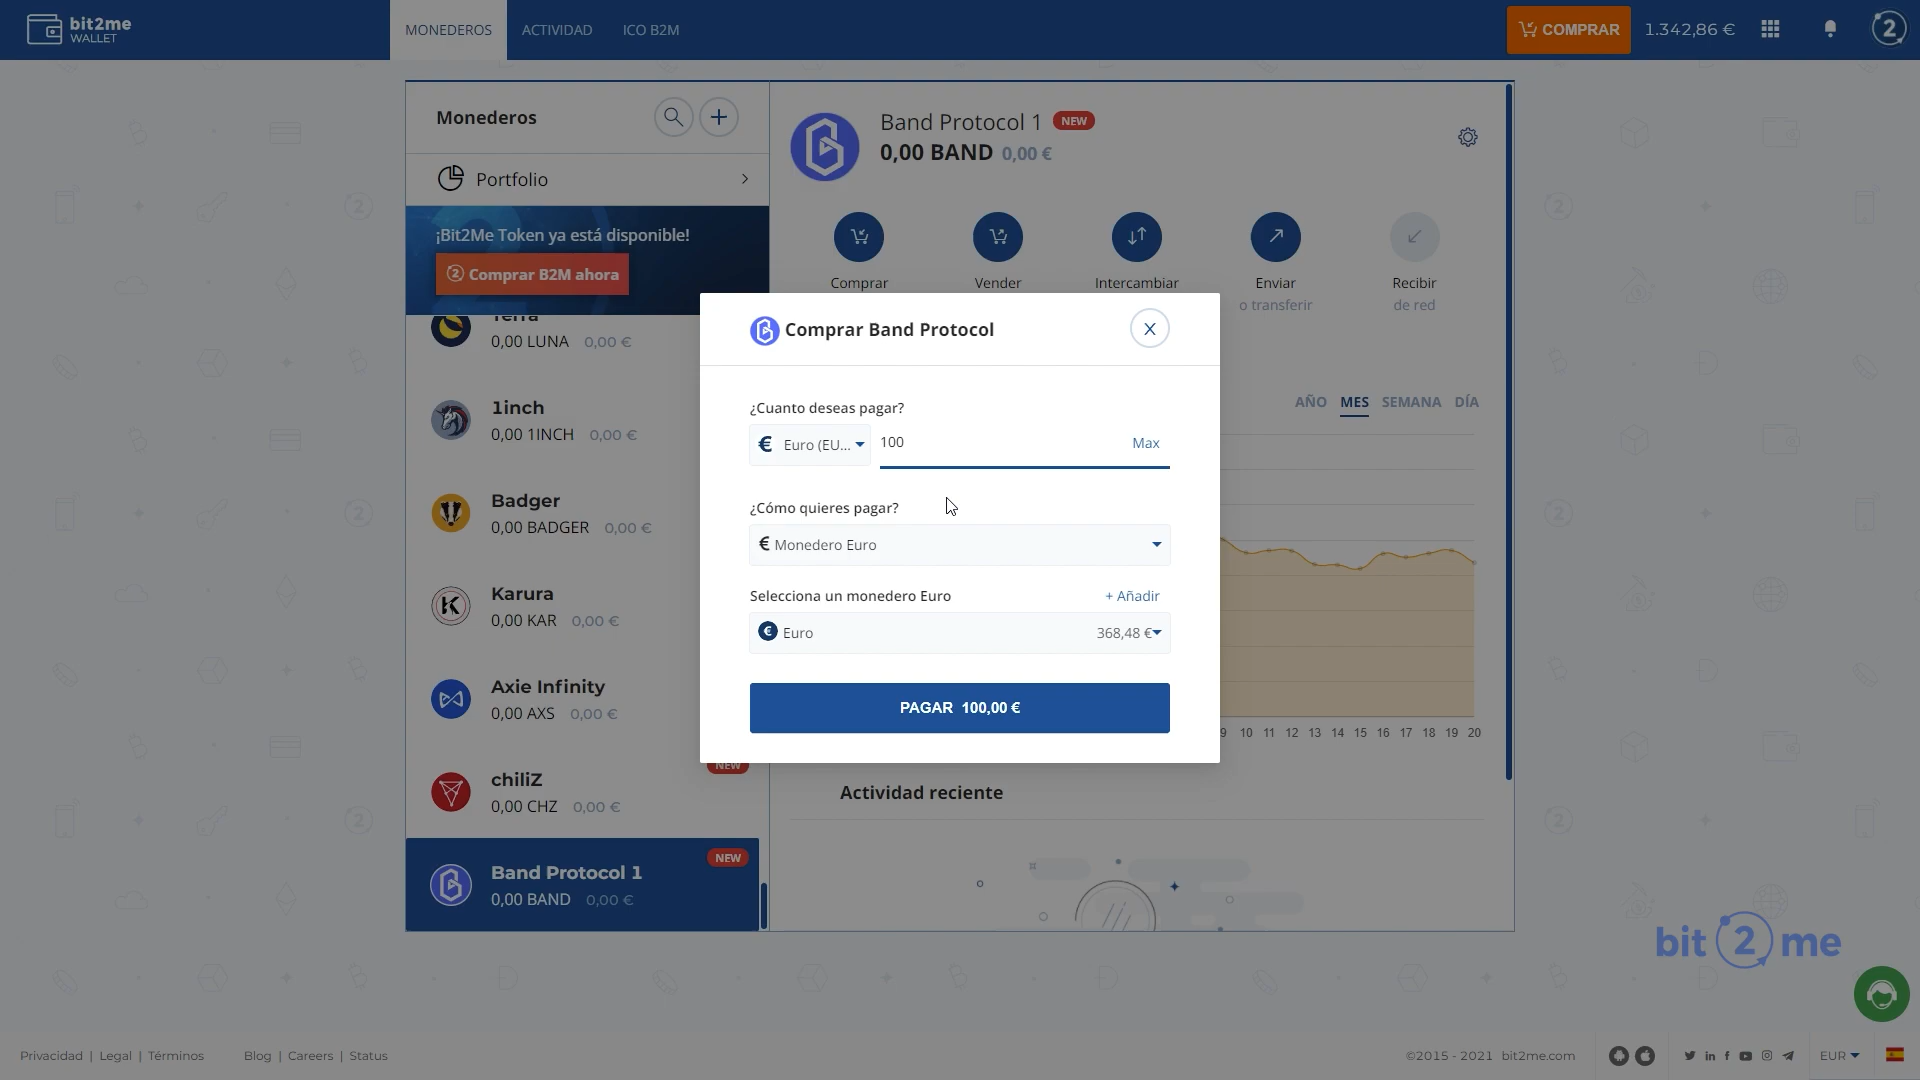 bit2me
WALLET
MONEDEROS
ACTIVIDAD
ICO B2M
COMPRAR
1.342,86 €
2
Monederos
Portfolio
¡Bit2Me Token ya está disponible!
Comprar B2M ahora
Terra
0,00 LUNA 0,00 €
1inch
0,00 1INCH 0,00 €
Badger
0,00 BADGER 0,00 €
Karura
0,00 KAR 0,00 €
Axie Infinity
0,00 AXS 0,00 €
NEW
chiliZ
0,00 CHZ 0,00 €
NEW
Band Protocol 1
0,00 BAND 0,00 €
Band Protocol 1 NEW
0,00 BAND 0,00 €
Comprar
Vender
Intercambiar
Enviar
o transferir
Recibir
de red
Comprar Band Protocol
X
¿Cuanto deseas pagar?
€ Euro (EU... 100 Max
¿Cómo quieres pagar?
€ Monedero Euro
Selecciona un monedero Euro + Añadir
€ Euro 368,48 €
PAGAR 100,00 €
AÑO MES SEMANA DÍA
9 10 11 12 13 14 15 16 17 18 19 20
Actividad reciente
bit 2 me
Privacidad | Legal | Términos
Blog | Careers | Status
©2015 - 2021 bit2me.com
EUR